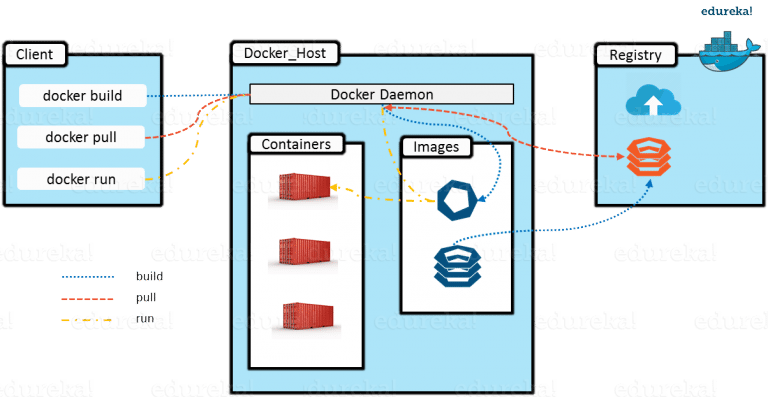 edureka!
Client
Docker_Host
Registry
docker build
Docker Daemon
docker pull
Containers
Images
docker run
build
pull
run